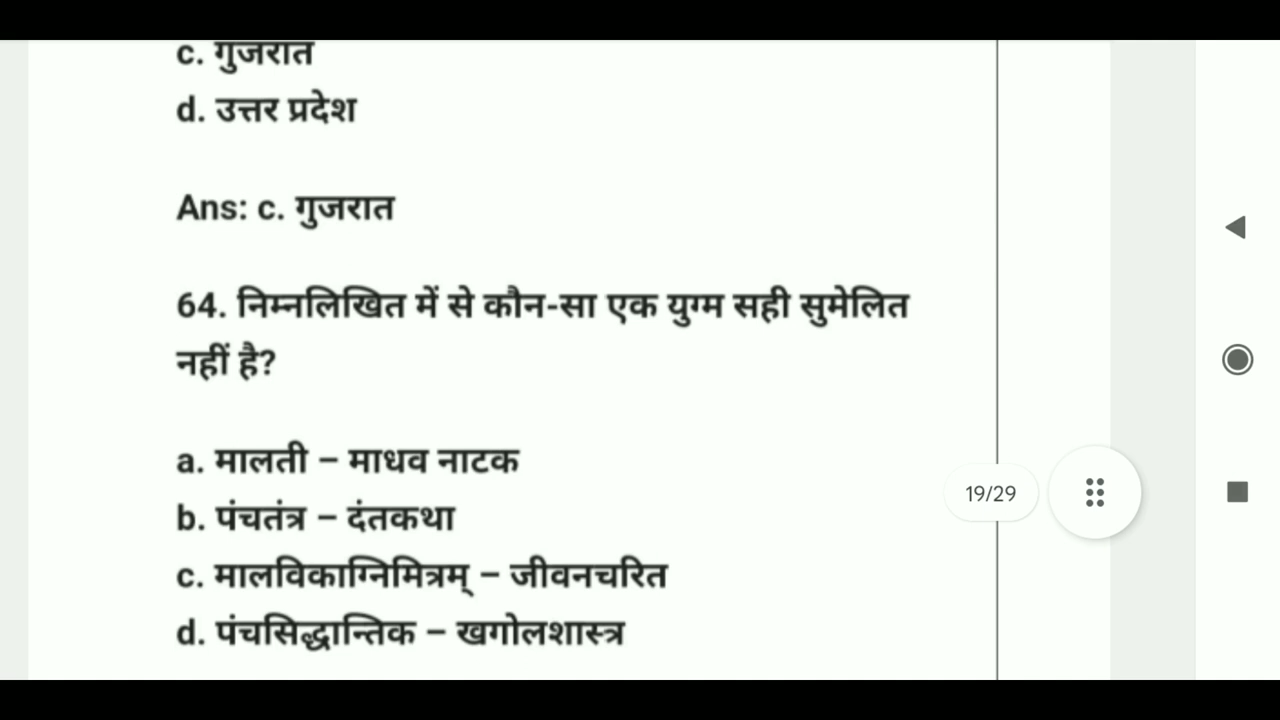 c. गुजरात
d. उत्तर प्रदेश
Ans: c. गुजरात
64. निम्नलिखित में से कौन-सा एक युग्म सही सुमेलित
नहीं है?
a. मालती – माधव नाटक
b. पंचतंत्र – दंतकथा
c. मालविकाग्निमित्रम् – जीवनचरित
d. पंचसिद्धान्तिक – खगोलशास्त्र
19/29